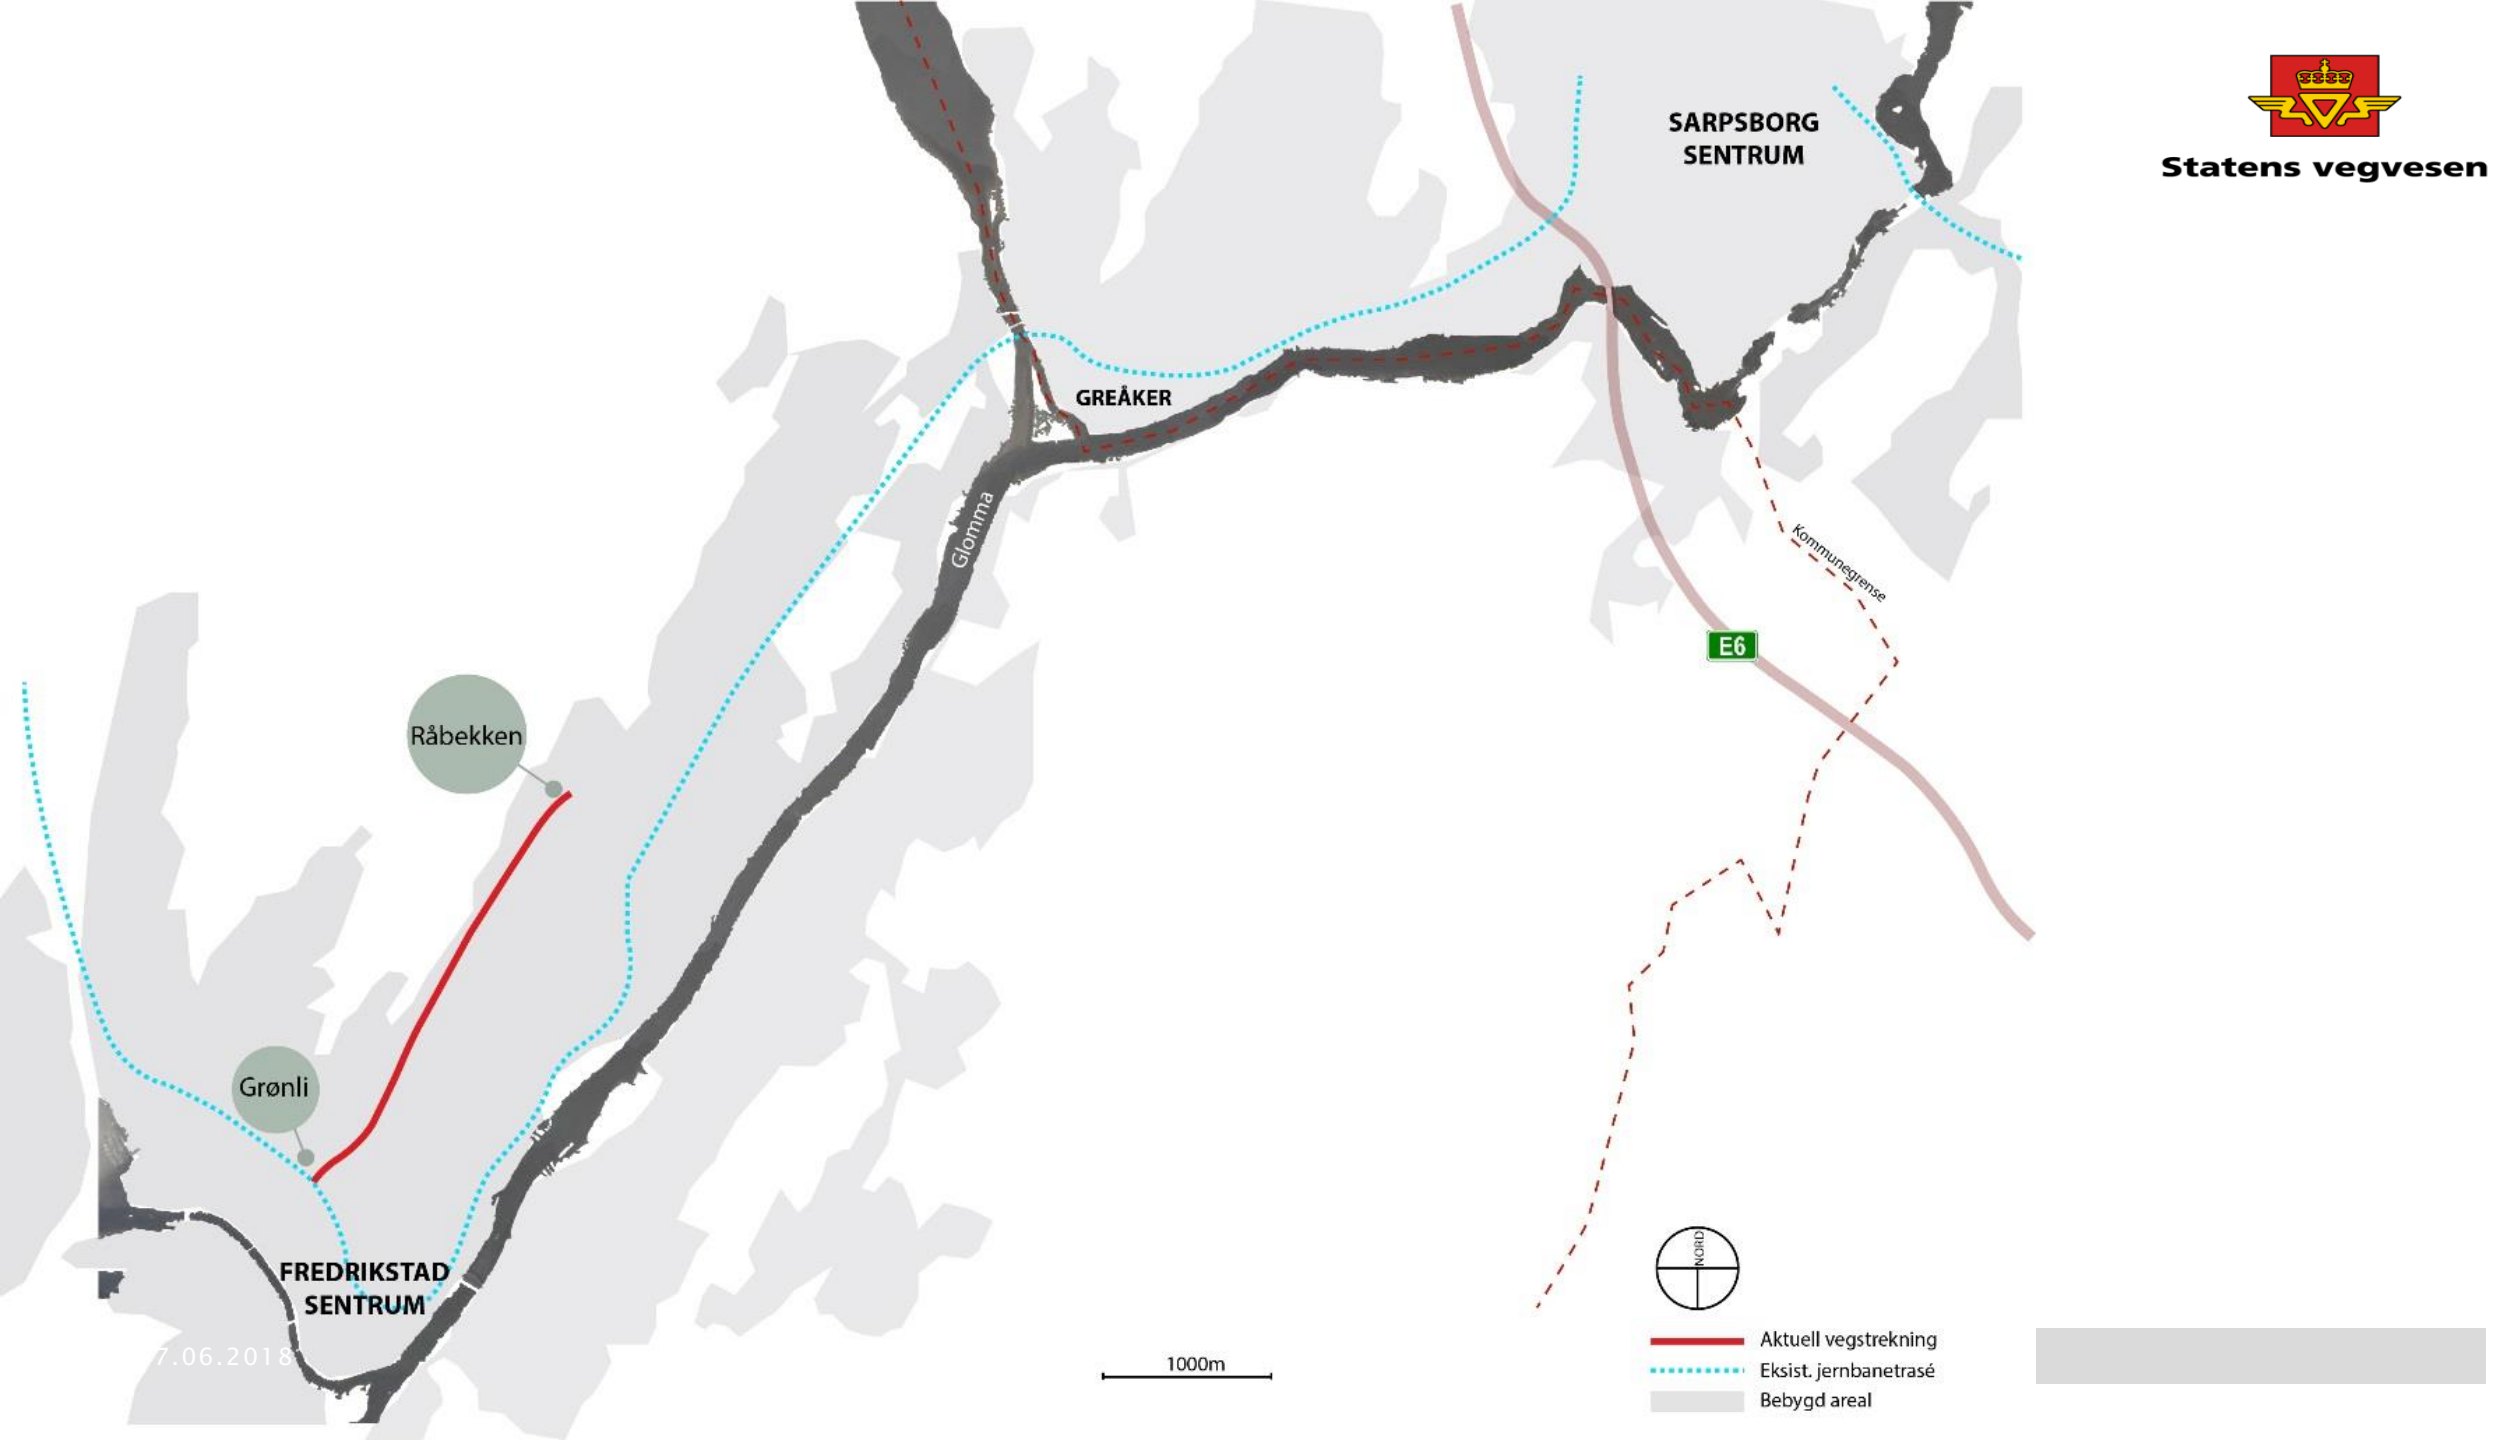 SARPSBORG
SENTRUM
Statens vegvesen
GREÅKER
Glomma
Kommunegrense
E6
Råbekken
Grønli
FREDRIKSTAD
SENTRUM
7.06.2018
NORD
1000m
Aktuell vegstrekning
Eksist. jernbanetrasé
Bebygd areal